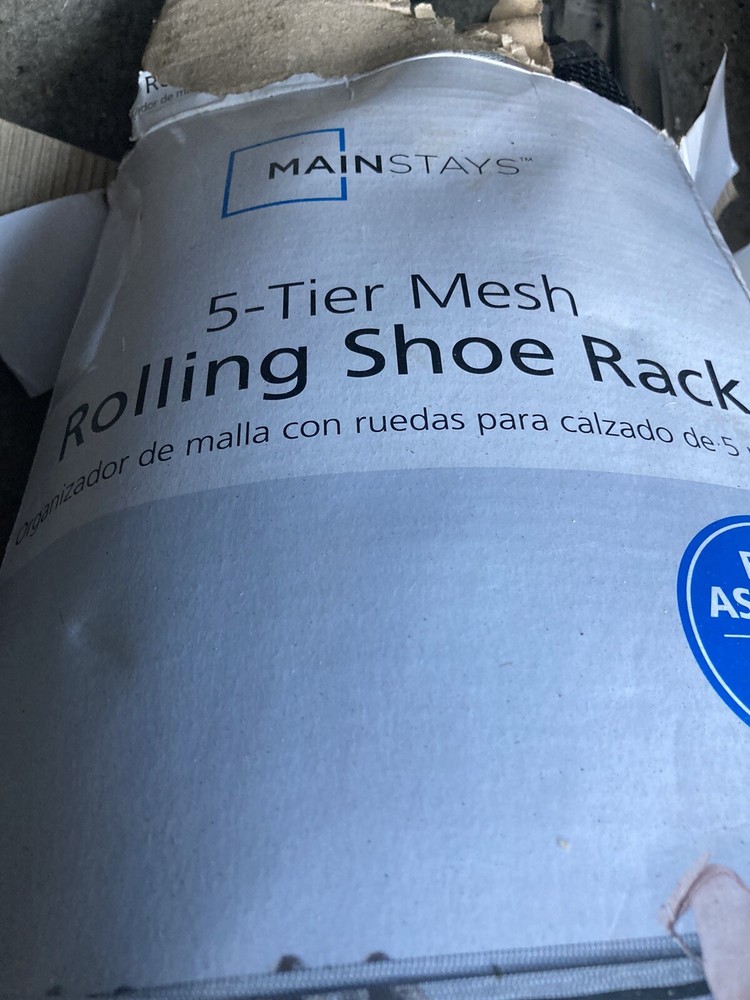 MAINSTAYS™
5-Tier Mesh
Rolling Shoe Rack
Organizador de malla con ruedas para calzado de 5